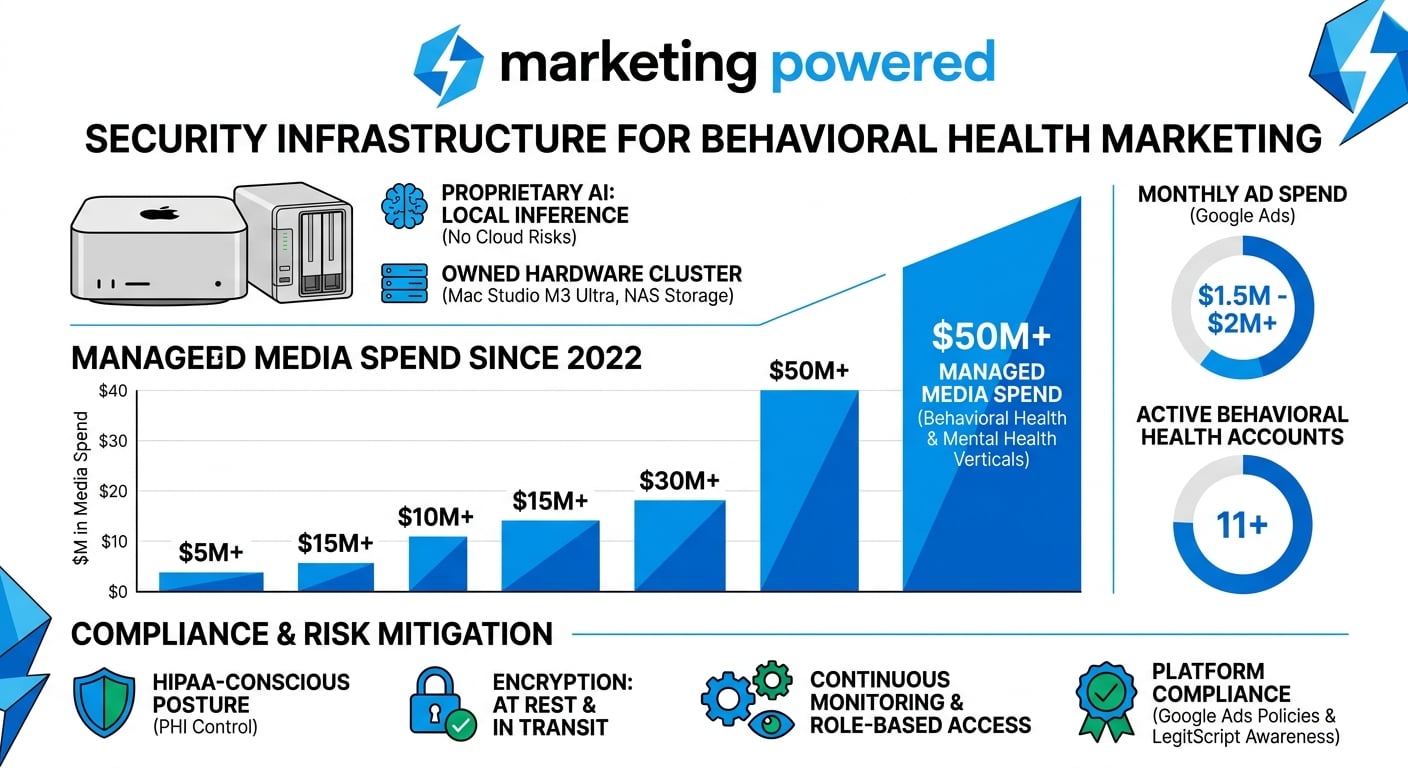 marketing powered
SECURITY INFRASTRUCTURE FOR BEHAVIORAL HEALTH MARKETING
PROPRIETARY AI:
LOCAL INFERENCE
(No Cloud Risks)
OWNED HARDWARE CLUSTER
(Mac Studio M3 Ultra, NAS Storage)
MONTHLY AD SPEND
(Google Ads)
$1.5M -
$2M+
ACTIVE BEHAVIORAL
HEALTH ACCOUNTS
11+
MANAGEED MEDIA SPEND SINCE 2022
$M in Media Spend
$40
$30
$20
$10
$0
$5M+
$15M+
$10M+
$15M+
$30M+
$50M+
$50M+
MANAGED
MEDIA SPEND
(Behavioral Health
& Mental Health
Verticals)
COMPLIANCE & RISK MITIGATION
HIPAA-CONSCIOUS
POSTURE
(PHI Control)
ENCRYPTION:
AT REST &
IN TRANSIT
CONTINUOUS
MONITORING &
ROLE-BASED ACCESS
PLATFORM
COMPLIANCE
(Google Ads Policies &
LegitScript Awareness)